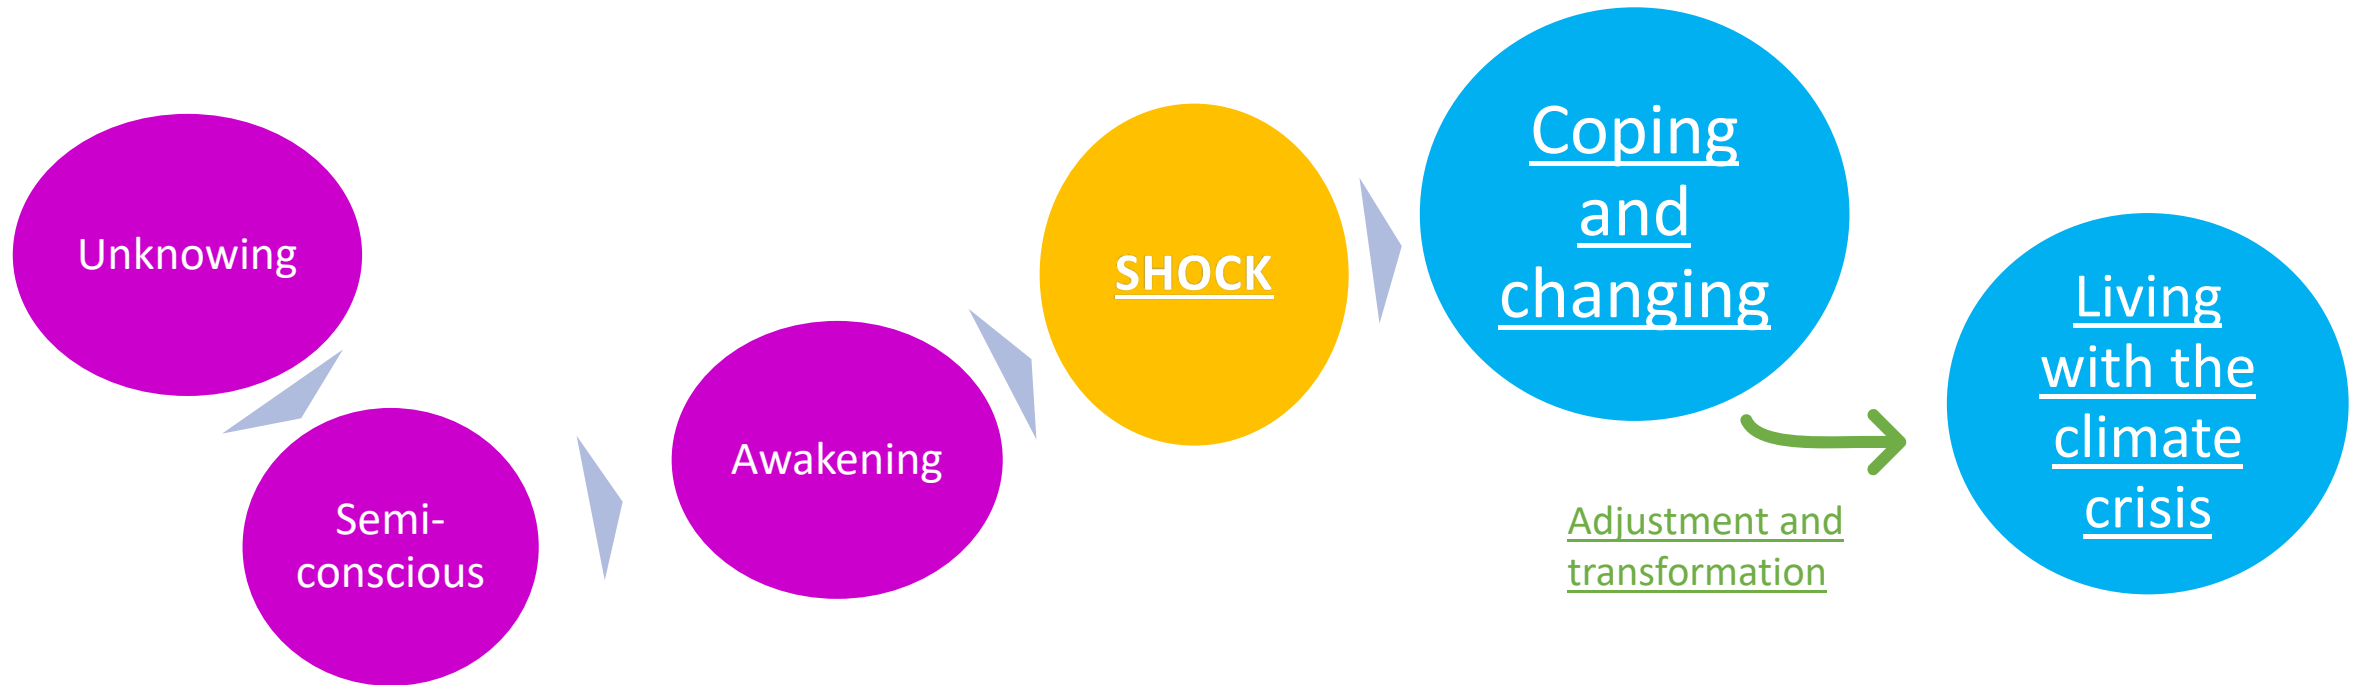 Unknowing
Semi-
conscious
Awakening
SHOCK
Coping
and
changing
Adjustment and
transformation
Living
with the
climate
crisis